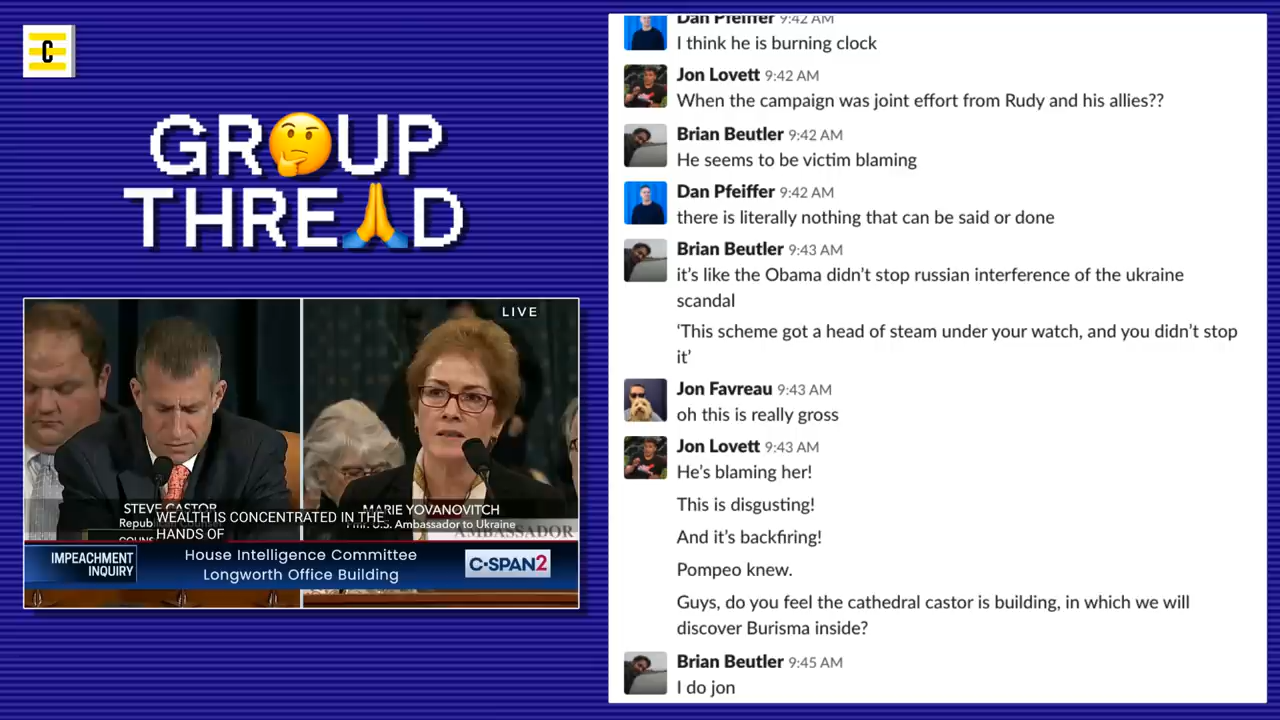 C
GR🤔UP
THRE🙏D
LIVE
STEVE CASTOR
WEALTH IS CONCENTRATED IN THE
HANDS OF
MARIE YOVANOVITCH
Fmr. U.S. Ambassador to Ukraine
AMBASSADOR
IMPEACHMENT
INQUIRY
House Intelligence Committee
Longworth Office Building
C-SPAN2
Dan Pfeiffer 9:42 AM
I think he is burning clock
Jon Lovett 9:42 AM
When the campaign was joint effort from Rudy and his allies??
Brian Beutler 9:42 AM
He seems to be victim blaming
Dan Pfeiffer 9:42 AM
there is literally nothing that can be said or done
Brian Beutler 9:43 AM
it’s like the Obama didn’t stop russian interference of the ukraine
scandal
‘This scheme got a head of steam under your watch, and you didn’t stop
it’
Jon Favreau 9:43 AM
oh this is really gross
Jon Lovett 9:43 AM
He’s blaming her!
This is disgusting!
And it’s backfiring!
Pompeo knew.
Guys, do you feel the cathedral castor is building, in which we will
discover Burisma inside?
Brian Beutler 9:45 AM
I do jon